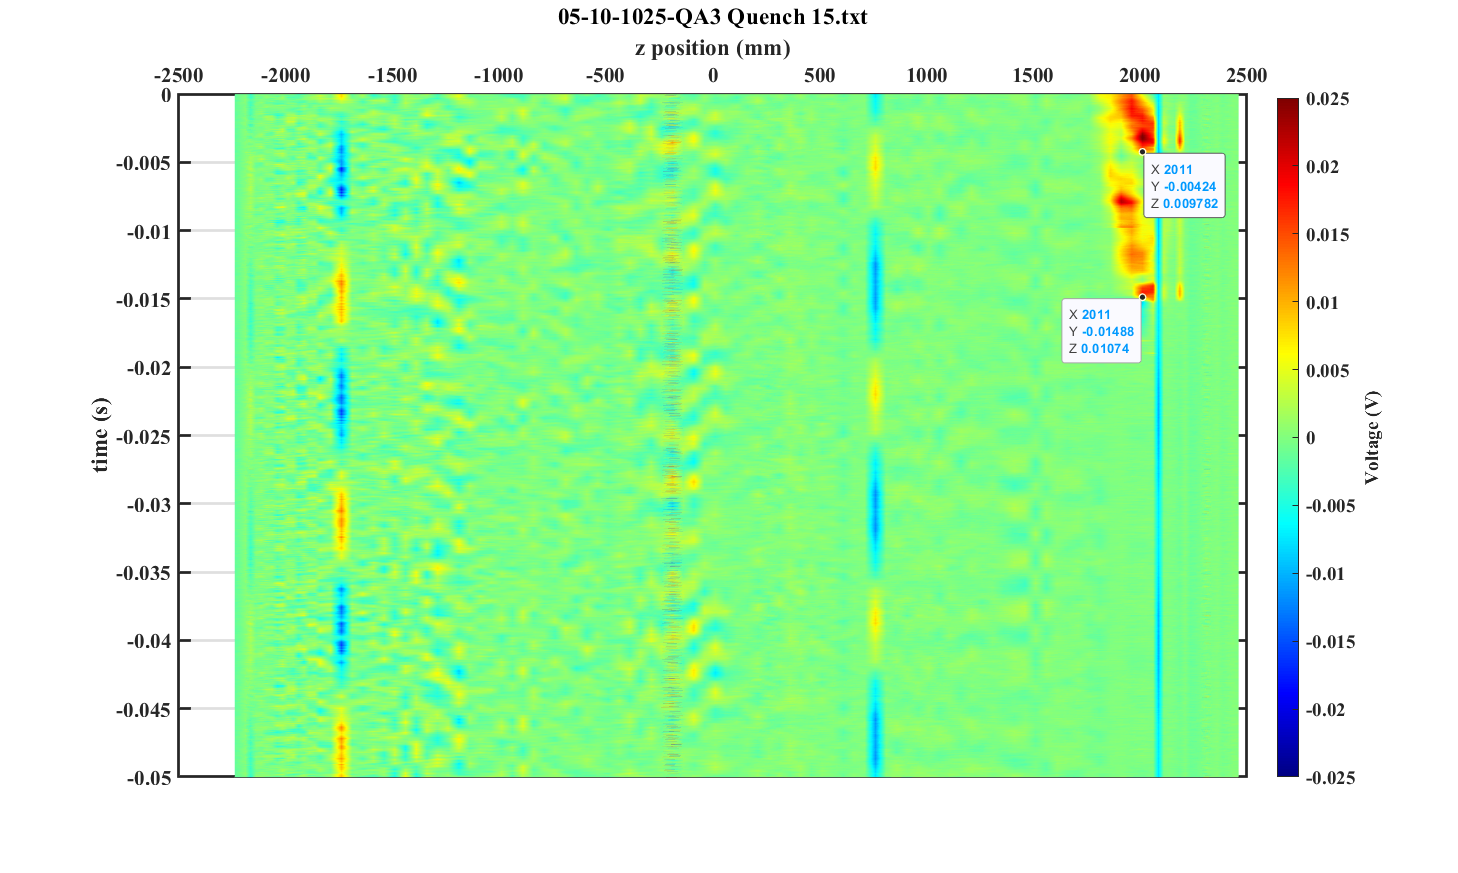 05-10-1025-QA3 Quench 15.txt
z position (mm)
-2500 -2000 -1500 -1000 -500 0 500 1000 1500 2000 2500
0
-0.005
-0.01
-0.015
-0.02
-0.025
-0.03
-0.035
-0.04
-0.045
-0.05
time (s)
X 2011
Y -0.00424
Z 0.009782
X 2011
Y -0.01488
Z 0.01074
0.025
0.02
0.015
0.01
0.005
0
-0.005
-0.01
-0.015
-0.02
-0.025
Voltage (V)